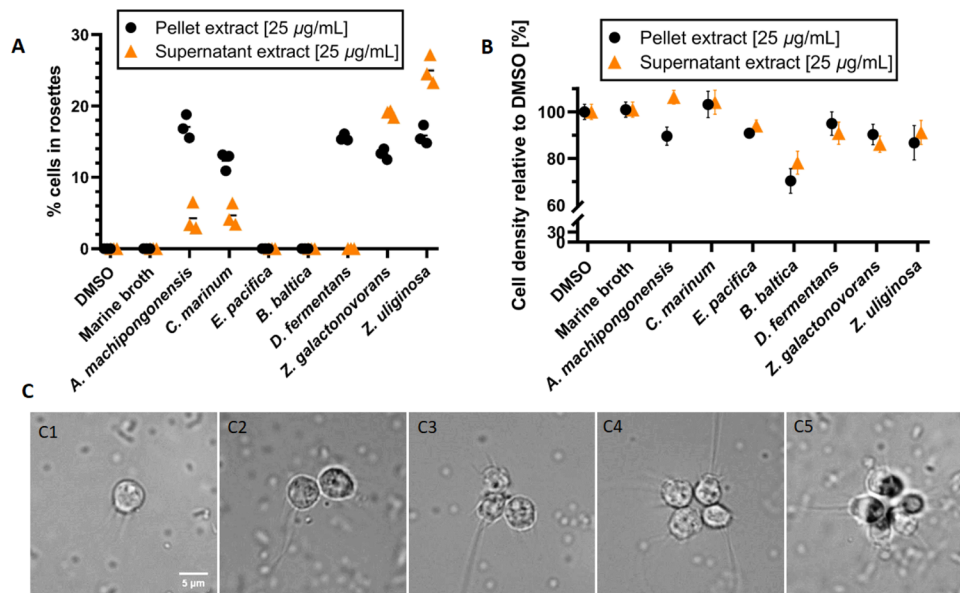 A
Pellet extract [25 µg/mL]
Supernatant extract [25 µg/mL]
% cells in rosettes
30
20
10
0
DMSO
Marine broth
A. machipongonensis
C. marinum
E. pacifica
B. baltica
D. fermentans
Z. galactonovorans
Z. uliginosa
B
Pellet extract [25 µg/mL]
Supernatant extract [25 µg/mL]
Cell density relative to DMSO [%]
100
80
60
30
0
DMSO
Marine broth
A. machipongonensis
C. marinum
E. pacifica
B. baltica
D. fermentans
Z. galactonovorans
Z. uliginosa
C
C1
C2
C3
C4
C5
5 µm